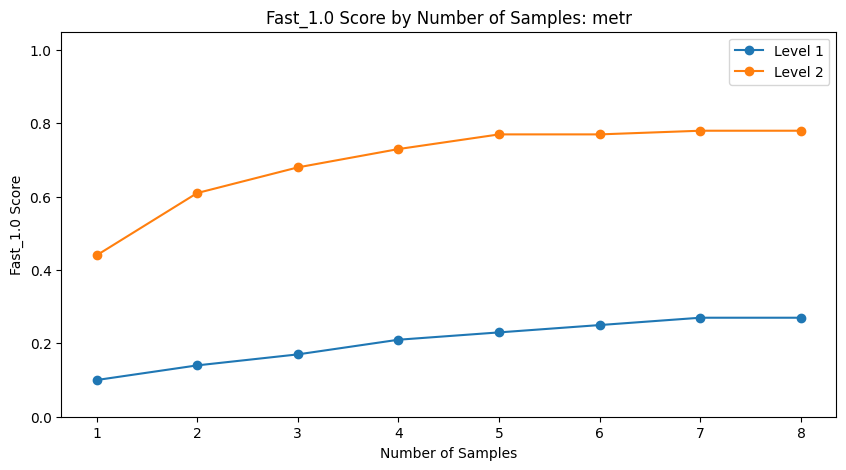 Fast_1.0 Score by Number of Samples: metr
Level 1
Level 2
Fast_1.0 Score
1.0
0.8
0.6
0.4
0.2
0.0
1 2 3 4 5 6 7 8
Number of Samples